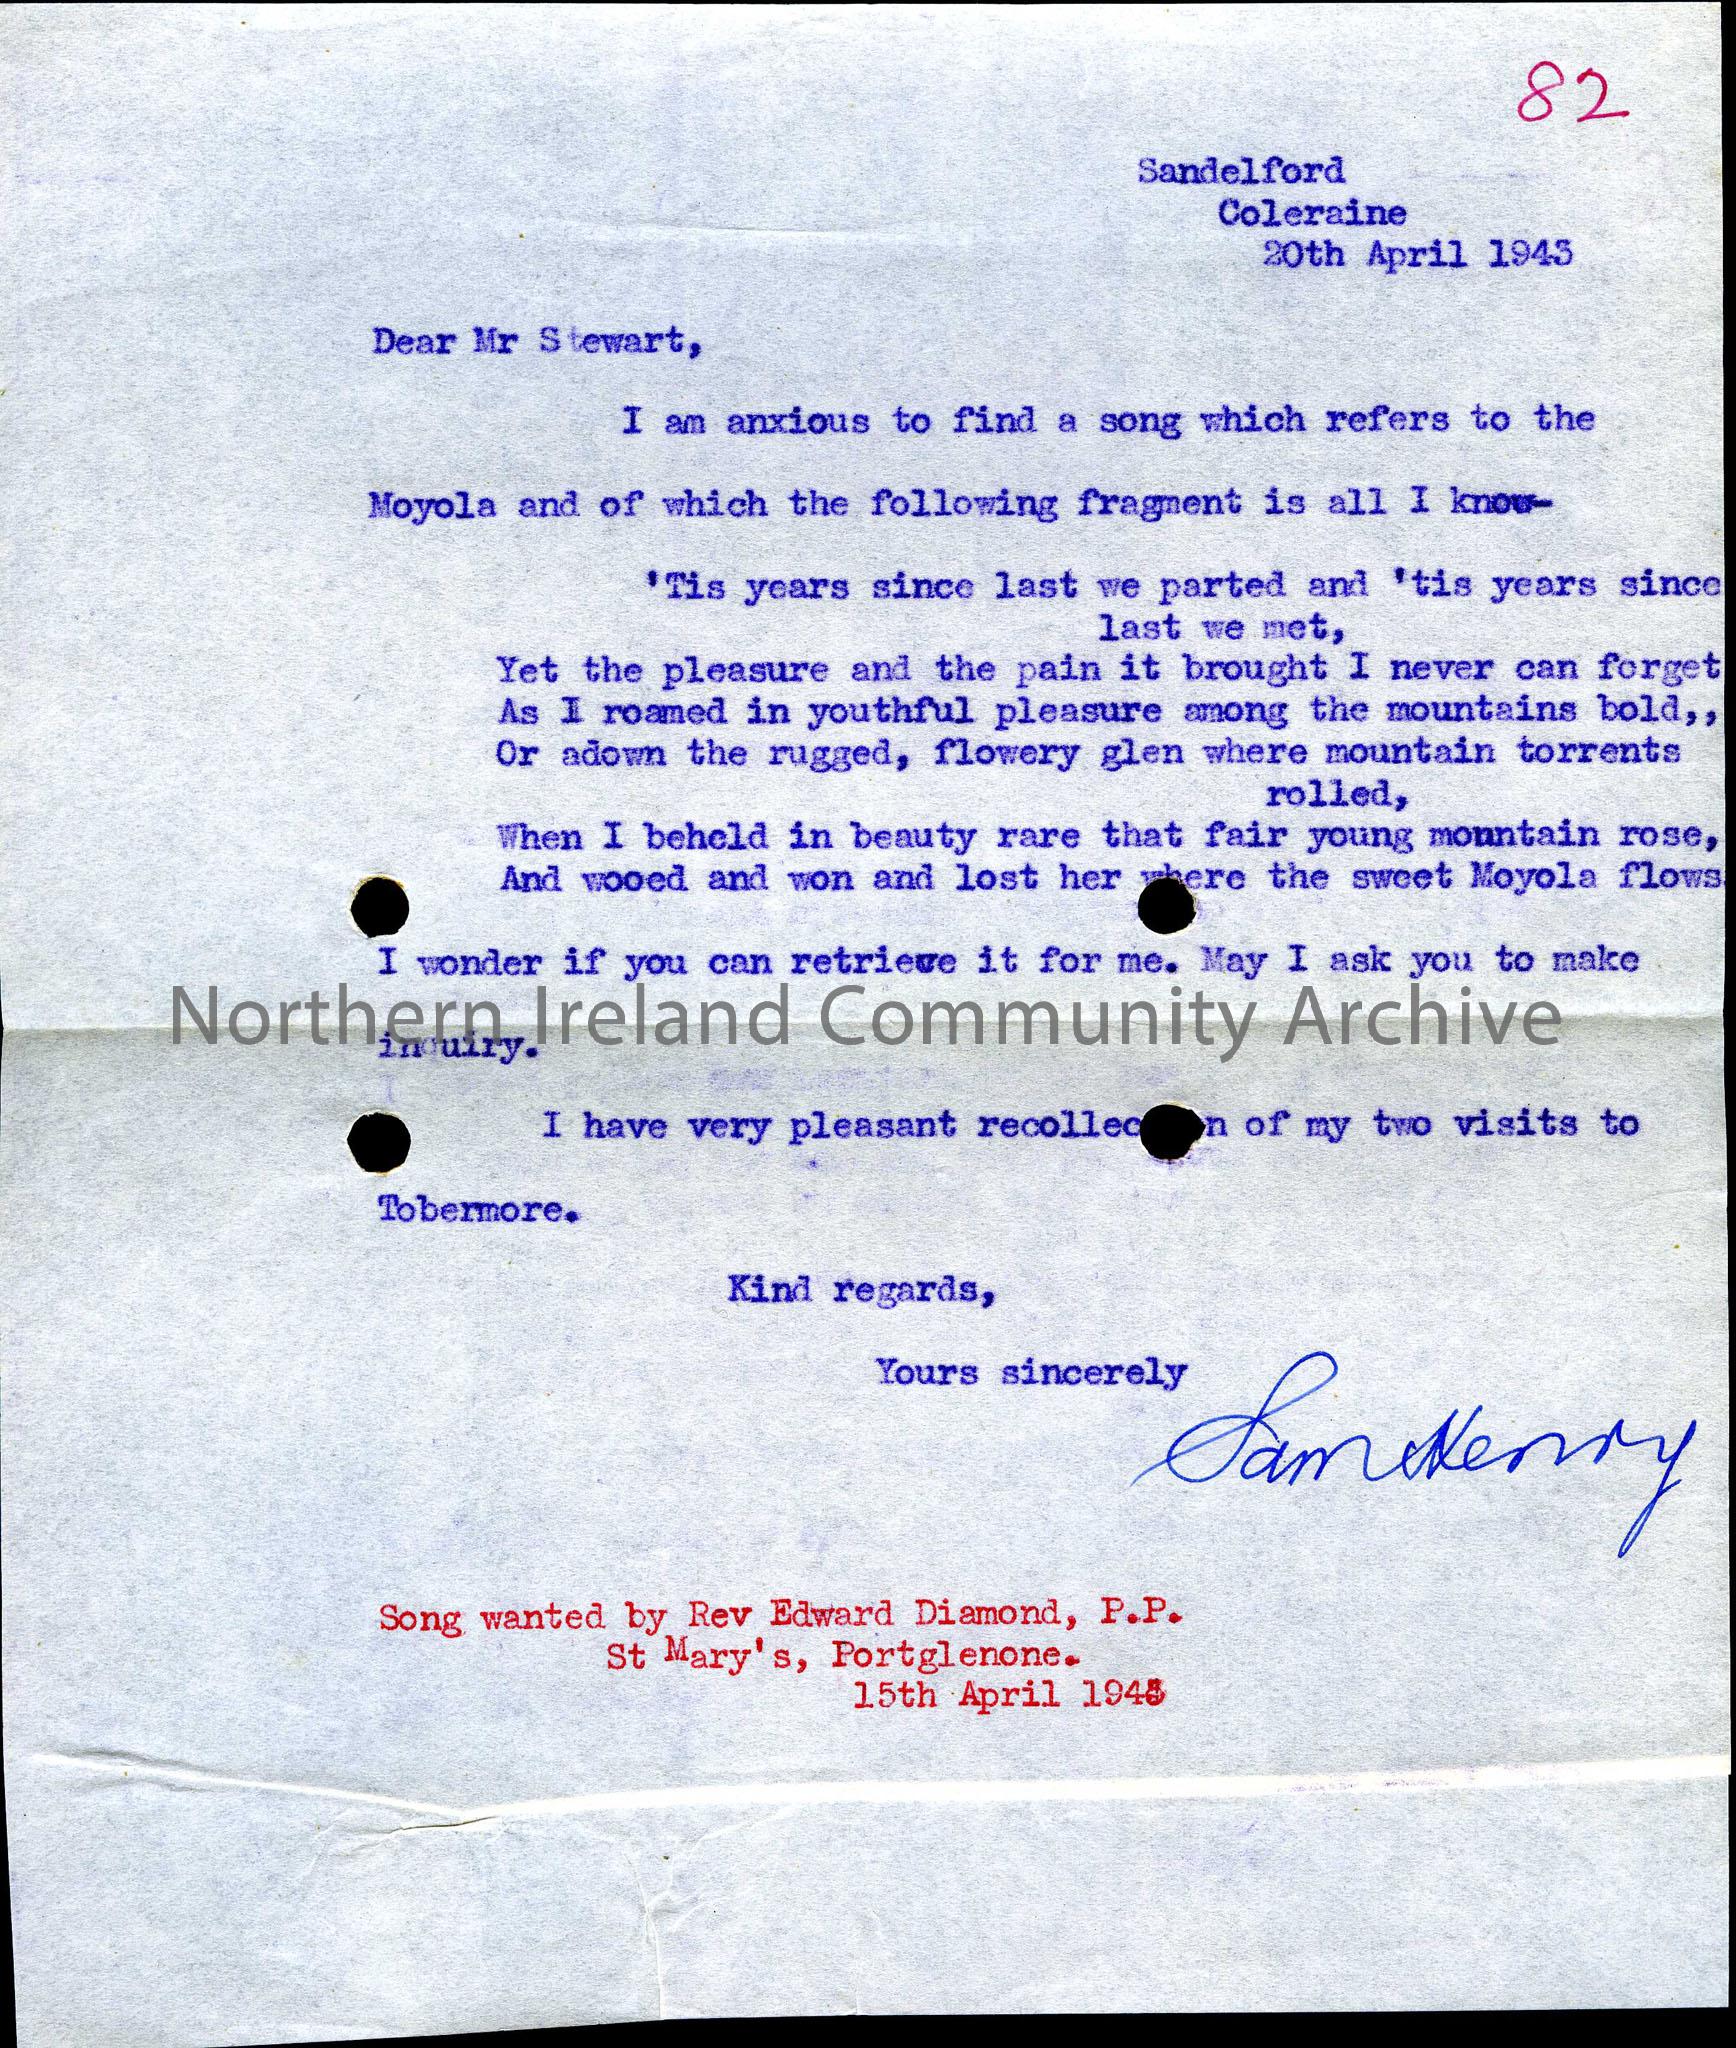 82
Sandelford
Coleraine
20th April 1943
Dear Mr Stewart,
I am anxious to find a song which refers to the
Moyola and of which the following fragment is all I know-
'Tis years since last we parted and 'tis years since
last we met,
Yet the pleasure and the pain it brought I never can forget
As I roamed in youthful pleasure among the mountains bold,,
Or adown the rugged, flowery glen where mountain torrents
rolled,
When I beheld in beauty rare that fair young mountain rose,
And wooed and won and lost her where the sweet Moyola flows
I wonder if you can retrieve it for me. May I ask you to make
Northern Ireland Community Archive
inquiry.
I have very pleasant recollec n of my two visits to
Tobermore.
Kind regards,
Yours sincerely
Sam Henry
Song wanted by Rev Edward Diamond, P.P.
St Mary's, Portglenone.
15th April